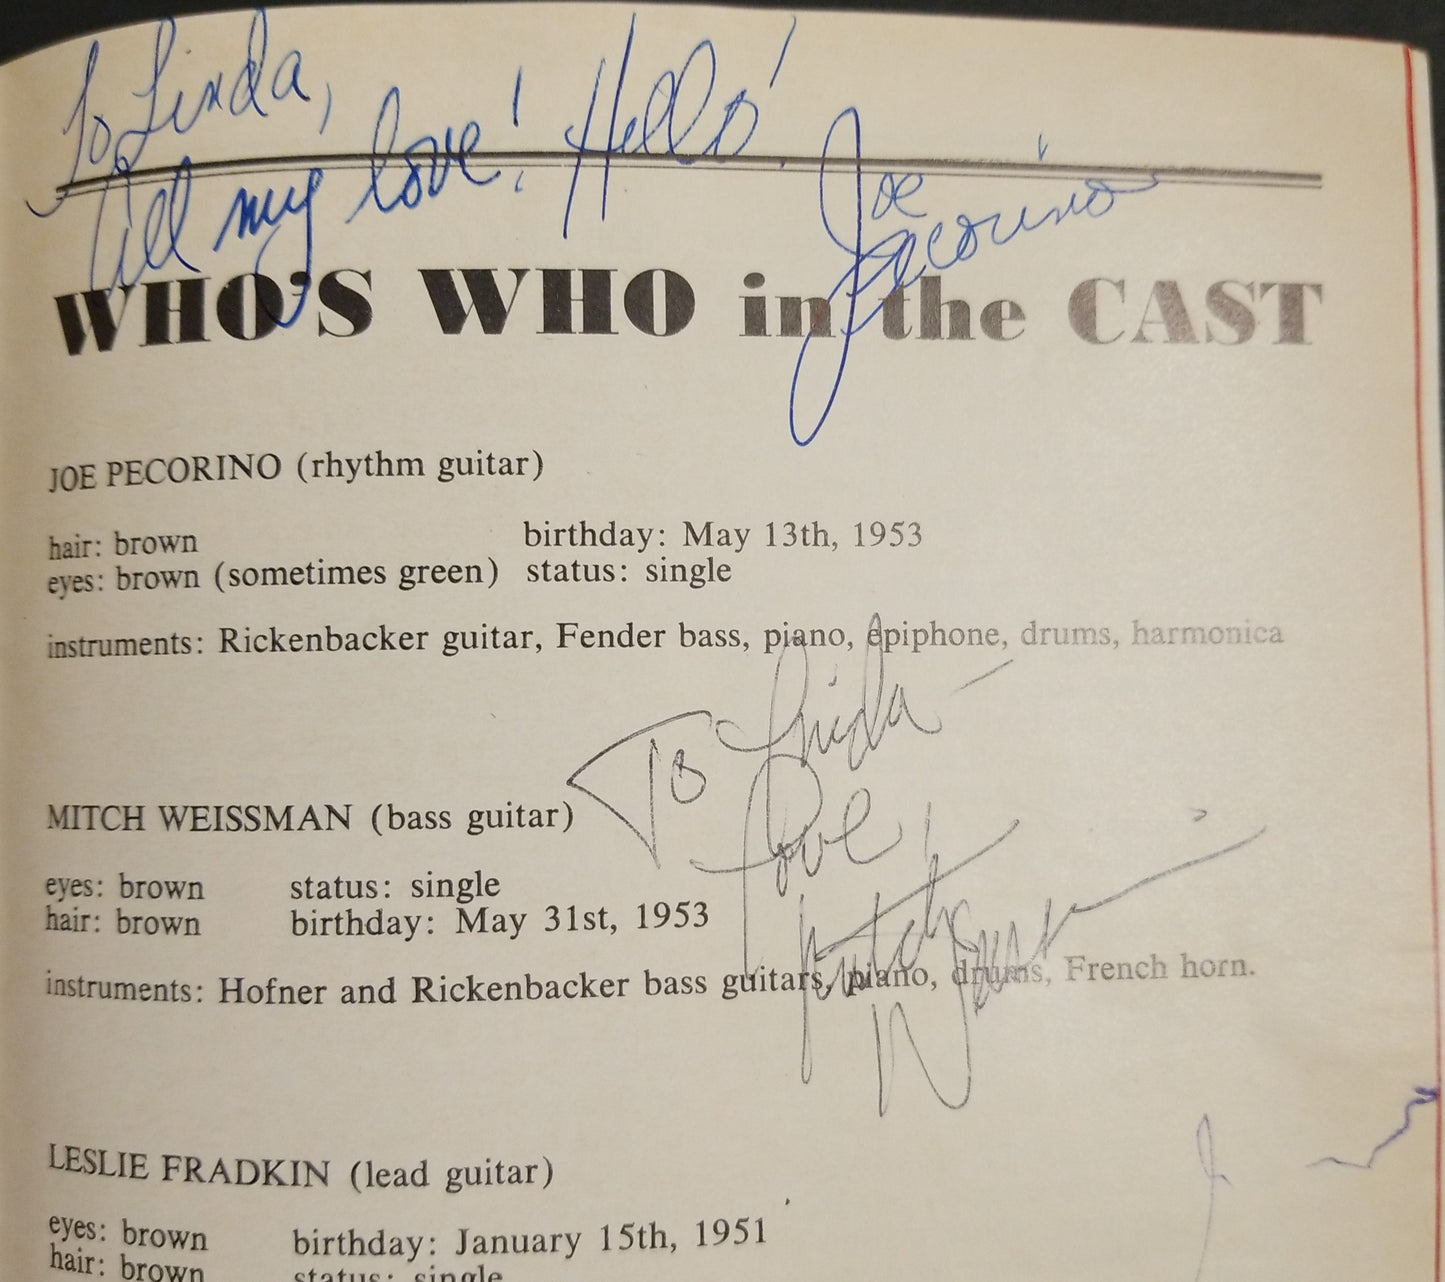 To Linda,
All my love! Hello!
Joe
Pecorino
WHO'S WHO in the CAST
JOE PECORINO (rhythm guitar)
hair: brown birthday: May 13th, 1953
eyes: brown (sometimes green) status: single
instruments: Rickenbacker guitar, Fender bass, piano, epiphone, drums, harmonica
To Linda -
Love,
Mitch
Weissman
MITCH WEISSMAN (bass guitar)
eyes: brown status: single
hair: brown birthday: May 31st, 1953
instruments: Hofner and Rickenbacker bass guitars, piano, drums, French horn.
LESLIE FRADKIN (lead guitar)
eyes: brown birthday: January 15th, 1951
hair: brown status: single